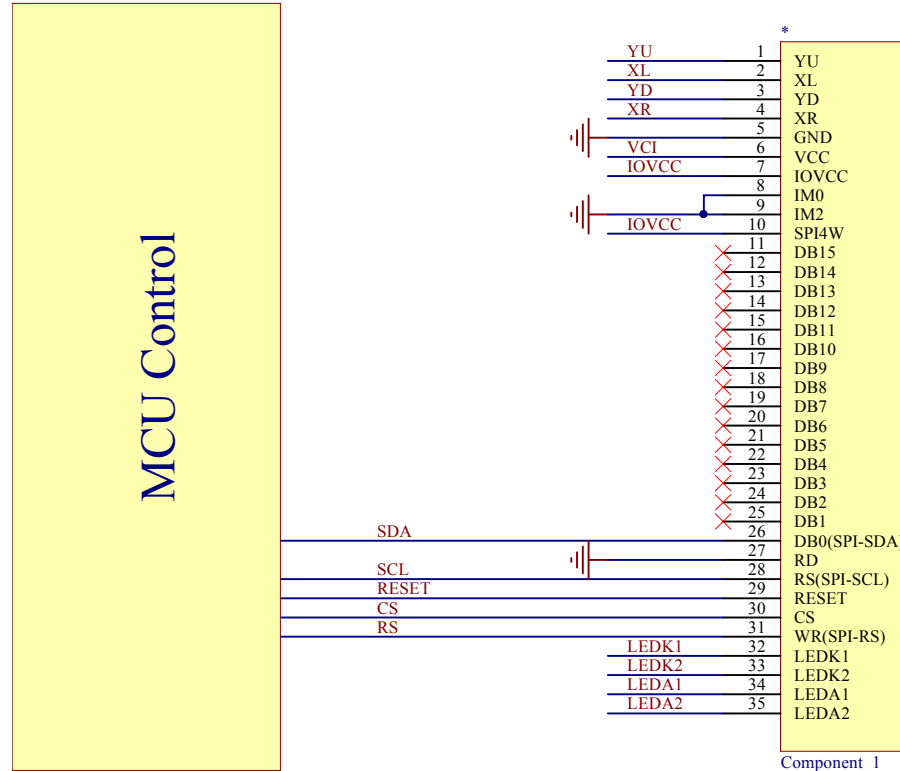 *
YU 1 YU
XL 2 XL
YD 3 YD
XR 4 XR
5 GND
VCI 6 VCC
IOVCC 7 IOVCC
8 IM0
9 IM2
IOVCC 10 SPI4W
11 DB15
12 DB14
13 DB13
14 DB12
15 DB11
16 DB10
17 DB9
18 DB8
19 DB7
20 DB6
21 DB5
22 DB4
23 DB3
24 DB2
25 DB1
SDA 26 DB0(SPI-SDA)
27 RD
SCL 28 RS(SPI-SCL)
RESET 29 RESET
CS 30 CS
RS 31 WR(SPI-RS)
LEDK1 32 LEDK1
LEDK2 33 LEDK2
LEDA1 34 LEDA1
LEDA2 35 LEDA2
MCU Control
Component_1